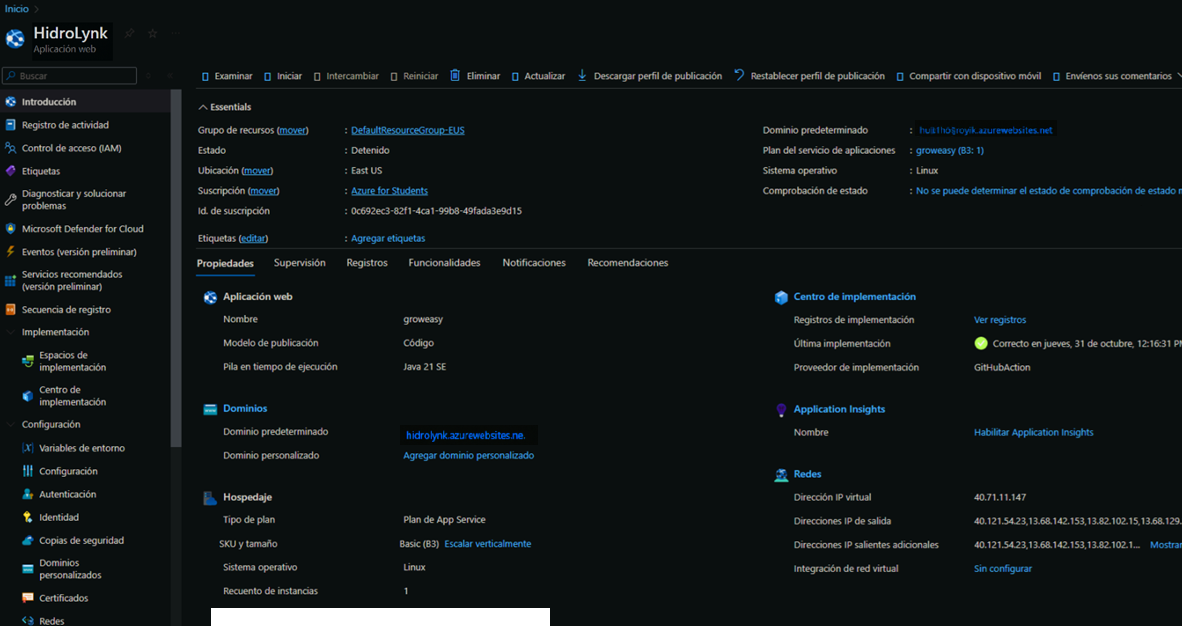 Inicio >
HidroLynk
Aplicación web
Buscar
Introducción
Registro de actividad
Control de acceso (IAM)
Etiquetas
Diagnosticar y solucionar
problemas
Microsoft Defender for Cloud
Eventos (versión preliminar)
Servicios recomendados
(versión preliminar)
Secuencia de registro
Implementación
Espacios de
implementación
Centro de
implementación
Configuración
Variables de entorno
Configuración
Autenticación
Identidad
Copias de seguridad
Dominios
personalizados
Certificados
Redes
Examinar Iniciar Intercambiar Reiniciar Eliminar Actualizar Descargar perfil de publicación Restablecer perfil de publicación Compartir con dispositivo móvil Envíenos sus comentarios
Essentials
Grupo de recursos (mover) : DefaultResourceGroup-EUS
Estado : Detenido
Ubicación (mover) : East US
Suscripción (mover) : Azure for Students
Id. de suscripción : 0c692ec3-82f1-4ca1-99b8-49fada3e9d15
Etiquetas (editar) : Agregar etiquetas
Dominio predeterminado : .azurewebsites.net
Plan del servicio de aplicaciones : groweasy (B3: 1)
Sistema operativo : Linux
Comprobación de estado : No se puede determinar el estado de comprobación de estado
Propiedades Supervisión Registros Funcionalidades Notificaciones Recomendaciones
Aplicación web
Nombre groweasy
Modelo de publicación Código
Pila en tiempo de ejecución Java 21 SE
Dominios
Dominio predeterminado hidrolynk.azurewebsites.ne.
Dominio personalizado Agregar dominio personalizado
Hospedaje
Tipo de plan Plan de App Service
SKU y tamaño Basic (B3) Escalar verticalmente
Sistema operativo Linux
Recuento de instancias 1
Centro de implementación
Registros de implementación Ver registros
Última implementación Correcto en jueves, 31 de octubre, 12:16:31 PM
Proveedor de implementación GitHubAction
Application Insights
Nombre Habilitar Application Insights
Redes
Dirección IP virtual 40.71.11.147
Direcciones IP de salida 40.121.54.23,13.68.142.153,13.82.102.15,13.68.129.
Direcciones IP salientes adicionales 40.121.54.23,13.68.142.153,13.82.102.1... Mostrar
Integración de red virtual Sin configurar